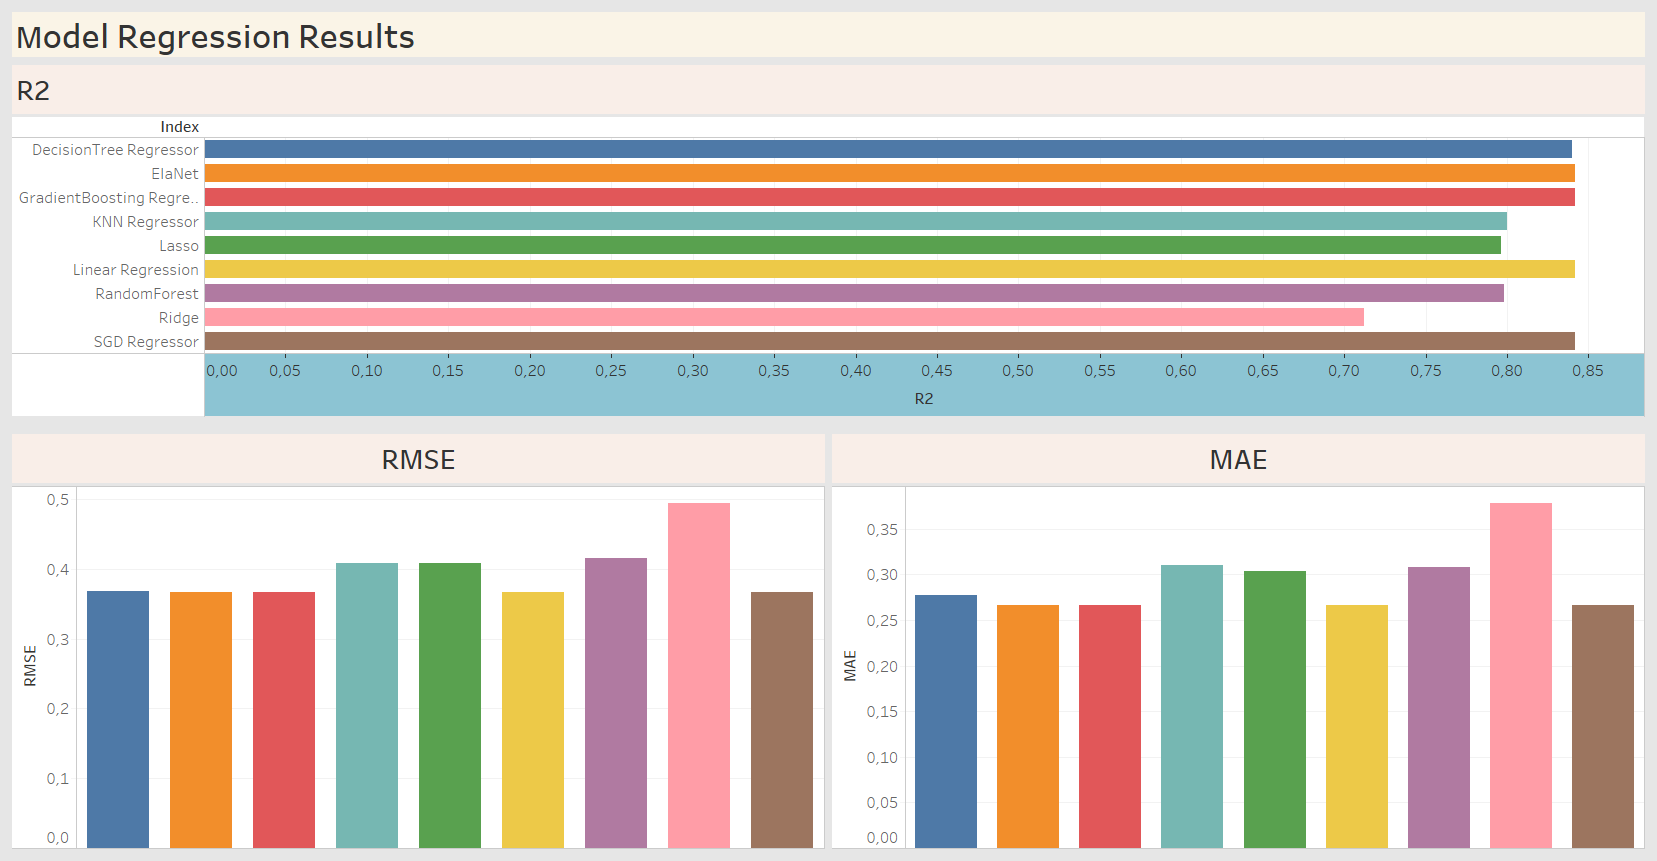 Model Regression Results
R2
Index
DecisionTree Regressor
ElaNet
GradientBoosting Regre..
KNN Regressor
Lasso
Linear Regression
RandomForest
Ridge
SGD Regressor
0,00 0,05 0,10 0,15 0,20 0,25 0,30 0,35 0,40 0,45 0,50 0,55 0,60 0,65 0,70 0,75 0,80 0,85
R2
RMSE
0,5
0,4
0,3
0,2
0,1
0,0
RMSE
MAE
0,35
0,30
0,25
0,20
0,15
0,10
0,05
0,00
MAE